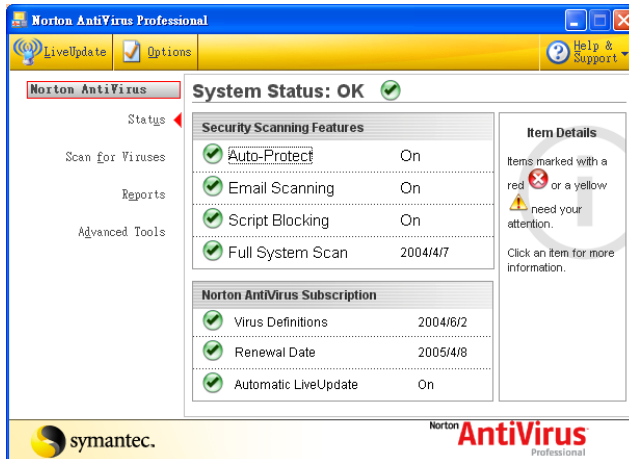 Norton AntiVirus Professional
LiveUpdate
Options
Help & Support
Norton AntiVirus
Status
Scan for Viruses
Reports
Advanced Tools
System Status: OK
Security Scanning Features
Auto-Protect On
Email Scanning On
Script Blocking On
Full System Scan 2004/4/7
Norton AntiVirus Subscription
Virus Definitions 2004/6/2
Renewal Date 2005/4/8
Automatic LiveUpdate On
Item Details
Items marked with a
red or a yellow
need your
attention.
Click an item for more
information.
symantec.
Norton AntiVirus
Professional